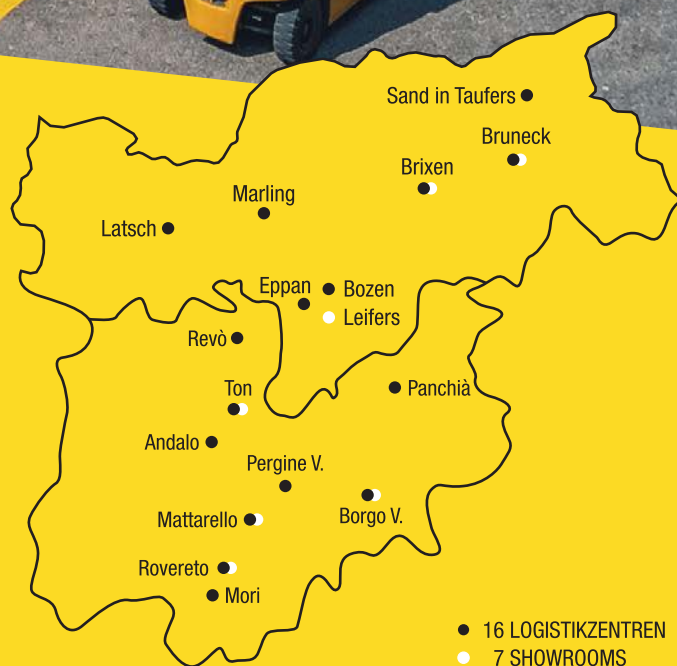 Sand in Taufers
Bruneck
Brixen
Marling
Latsch
Eppan
Bozen
Leifers
Revò
Ton
Panchià
Andalo
Pergine V.
Mattarello
Borgo V.
Rovereto
Mori
16 LOGISTIKZENTREN
7 SHOWROOMS